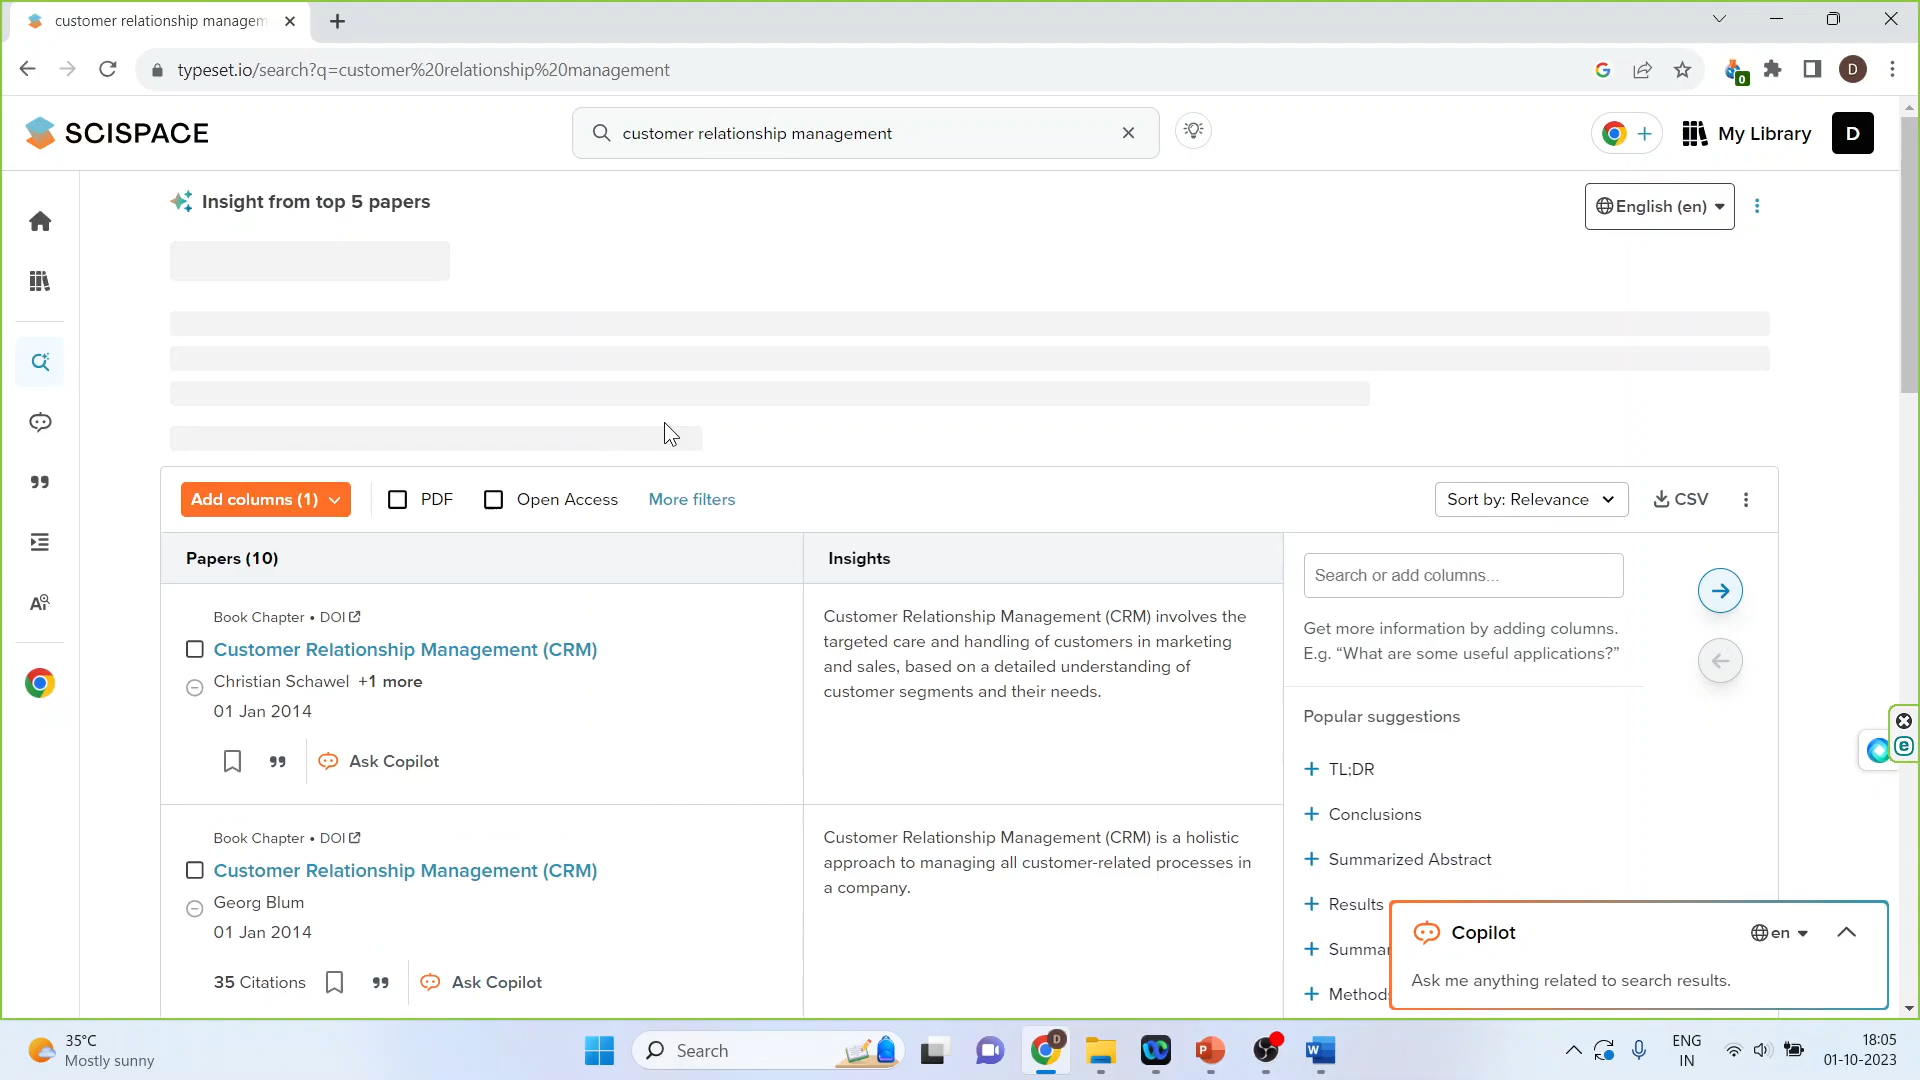 customer relationship managem
typeset.io/search?q=customer%20relationship%20management
0
D
SCISPACE
customer relationship management
My Library
D
Insight from top 5 papers
English (en)
Add columns (1)
PDF
Open Access
More filters
Sort by: Relevance
CSV
Papers (10)
Insights
Book Chapter • DOI
Customer Relationship Management (CRM)
Christian Schawel +1 more
01 Jan 2014
Ask Copilot
Customer Relationship Management (CRM) involves the
targeted care and handling of customers in marketing
and sales, based on a detailed understanding of
customer segments and their needs.
Book Chapter • DOI
Customer Relationship Management (CRM)
Georg Blum
01 Jan 2014
35 Citations
Ask Copilot
Customer Relationship Management (CRM) is a holistic
approach to managing all customer-related processes in
a company.
Search or add columns...
Get more information by adding columns.
E.g. “What are some useful applications?”
Popular suggestions
TL;DR
Conclusions
Summarized Abstract
Results
Summar
Methods
Copilot
en
Ask me anything related to search results.
35°C
Mostly sunny
Search
D
ENG
IN
18:05
01-10-2023